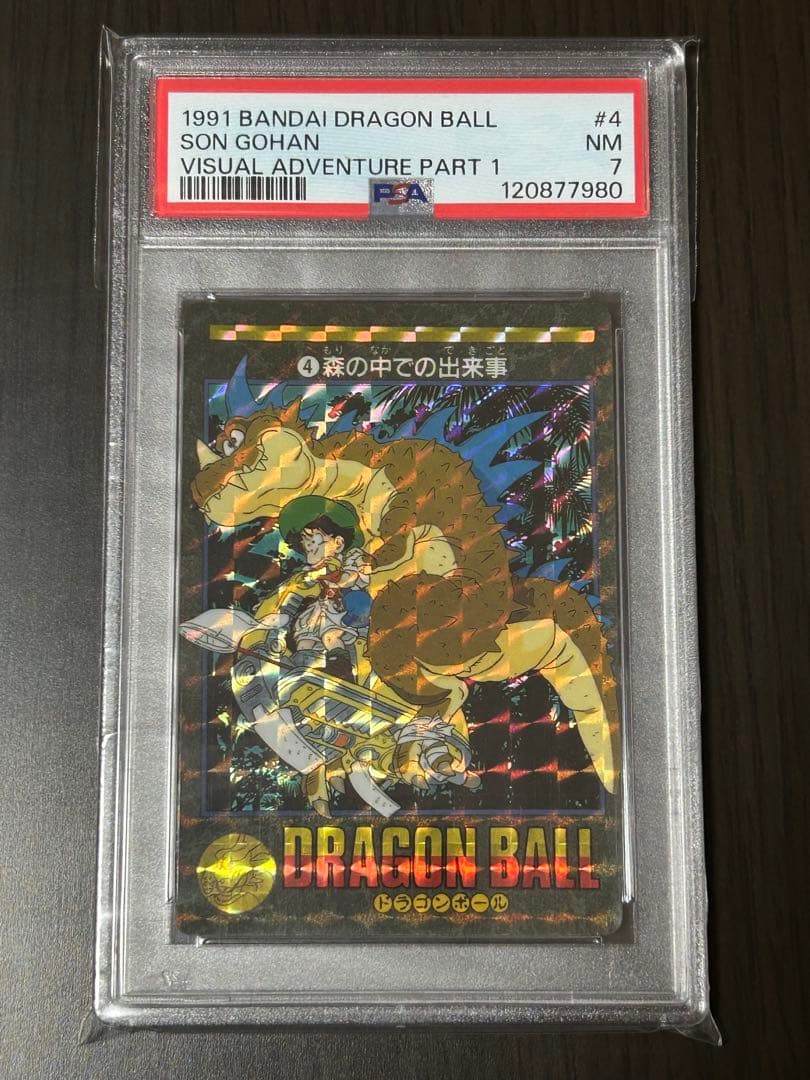 1991 BANDAI DRAGON BALL #4
SON GOHAN NM
VISUAL ADVENTURE PART 1 7
PSA 120877980
もり なか で き ごと
④森の中での出来事
DRAGON BALL
ドラゴンボール